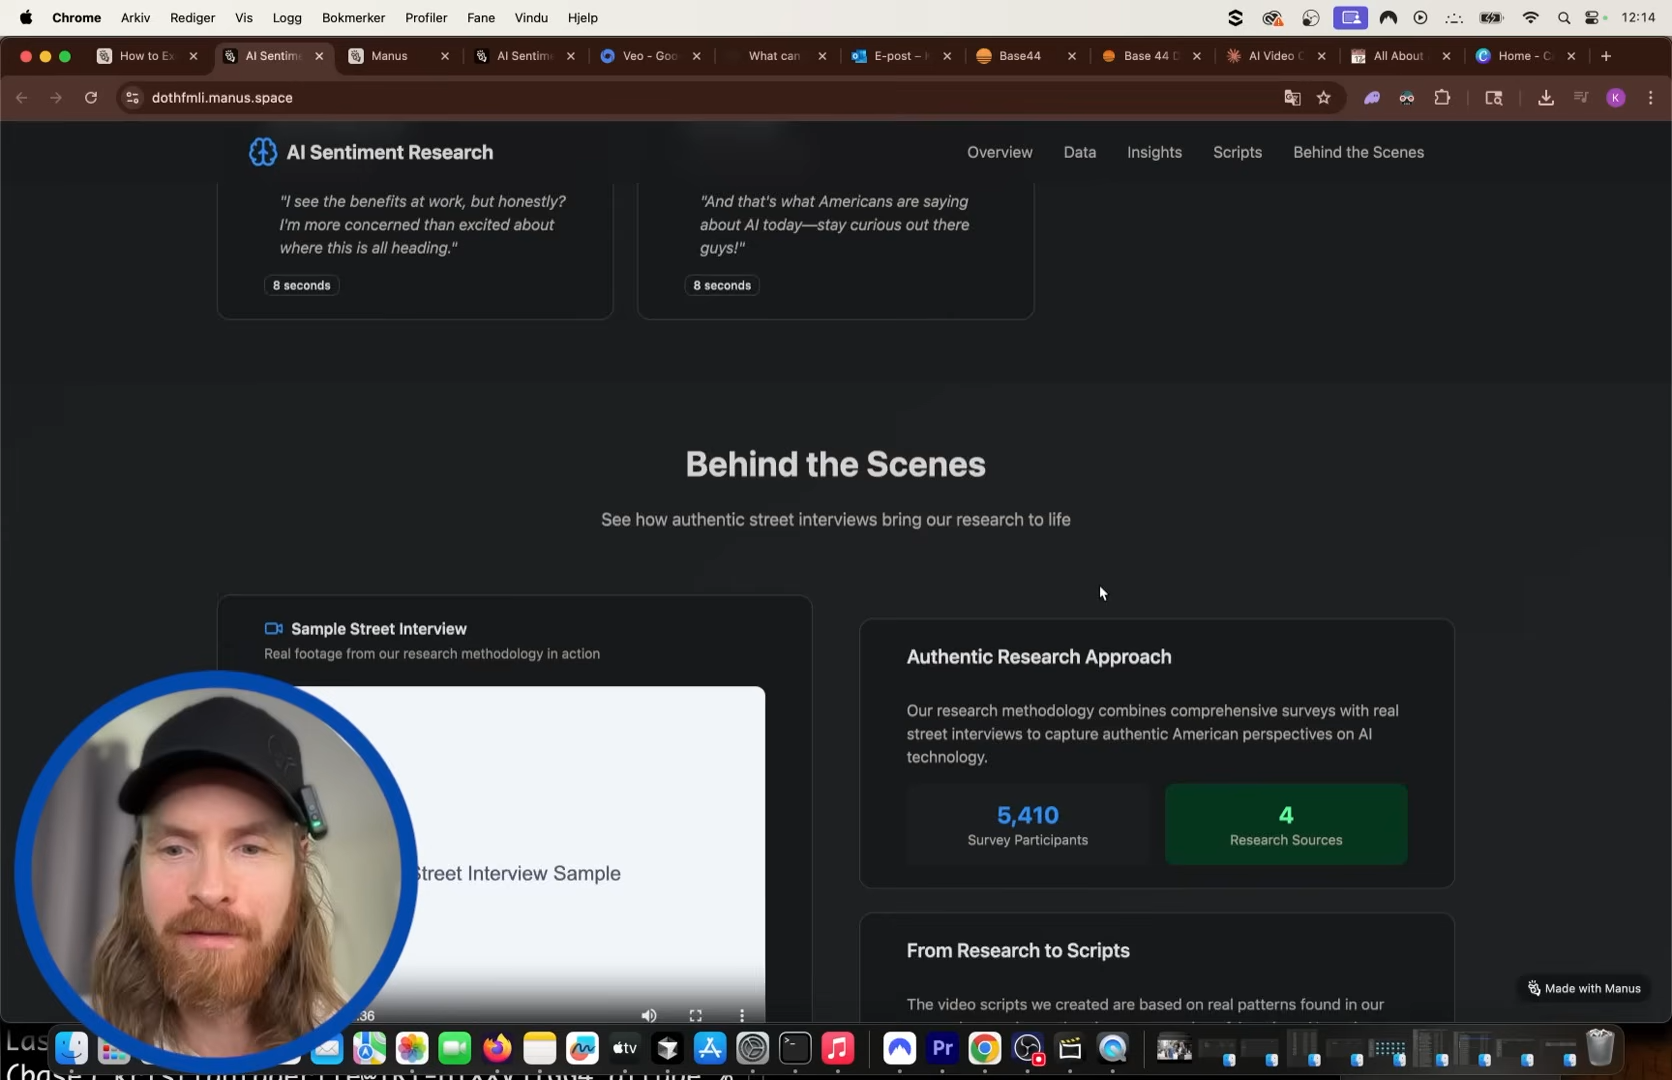 Chrome Arkiv Rediger Vis Logg Bokmerker Profiler Fane Vindu Hjelp 12:14
How to Ex AI Sentime Manus AI Sentim Veo - Goo What can E-post – Base44 Base 44 D AI Video C All About Home - C
dothfmli.manus.space K
AI Sentiment Research Overview Data Insights Scripts Behind the Scenes
"I see the benefits at work, but honestly?
I'm more concerned than excited about
where this is all heading."
8 seconds
"And that's what Americans are saying
about AI today—stay curious out there
guys!"
8 seconds
Behind the Scenes
See how authentic street interviews bring our research to life
Sample Street Interview
Real footage from our research methodology in action
Street Interview Sample
:36
Authentic Research Approach
Our research methodology combines comprehensive surveys with real
street interviews to capture authentic American perspectives on AI
technology.
5,410
Survey Participants
4
Research Sources
From Research to Scripts
The video scripts we created are based on real patterns found in our
Made with Manus
Las
tv
Pr